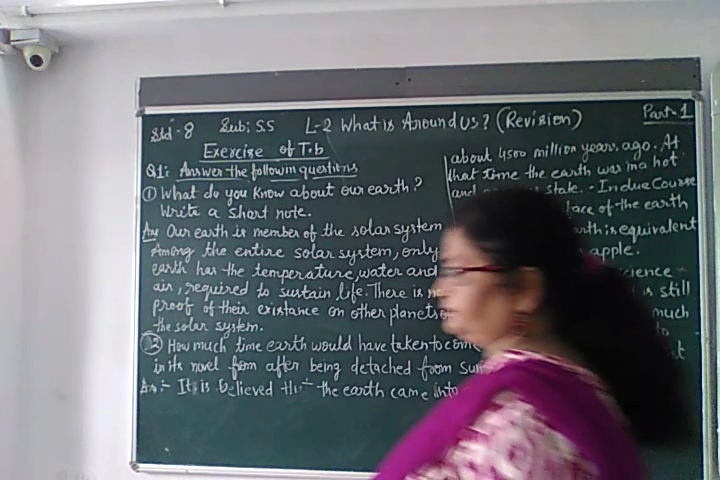 Std - 8 Sub: S.S L-2 What is Around US? (Revision) Part-1
Exercise of T.b
Q1: Answer the followin questions
① What do you know about our earth?
Write a short note.
Ans Our earth is member of the solar system
Among the entire solar system, only
earth has the temperature, water and
air, required to sustain life. There is
proof of their existance on other planets
the solar system.
② How much time earth would have taken to
in its novel from after being detached from Sun
Ans:- It is believed that the earth came into
about 4500 million years ago. At
that time the earth was in a hot
and state. - In due Course
face of the earth
earth is equivalent
apple.
science
is still
much
to